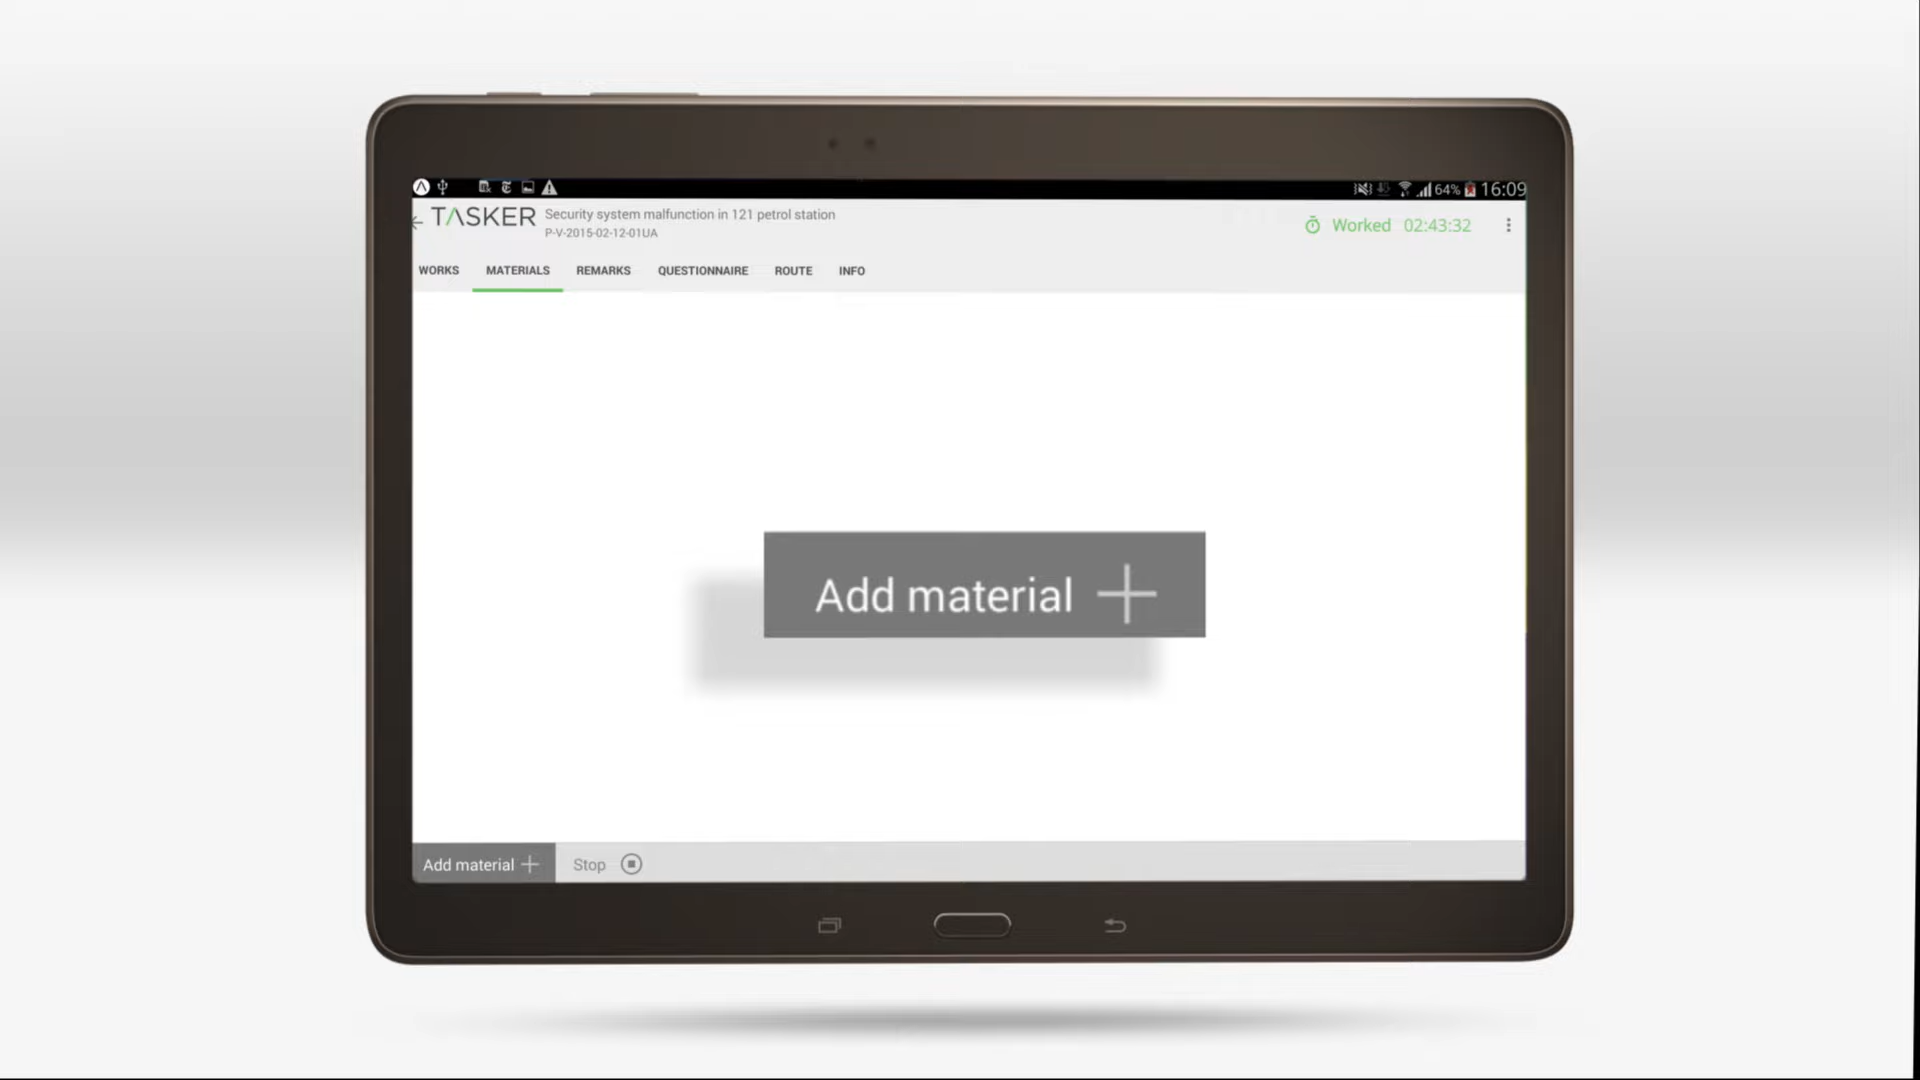 64% 16:09
TASKER Security system malfunction in 121 petrol station
P-V-2015-02-12-01UA
Worked 02:43:32
WORKS MATERIALS REMARKS QUESTIONNAIRE ROUTE INFO
Add material
Add material Stop